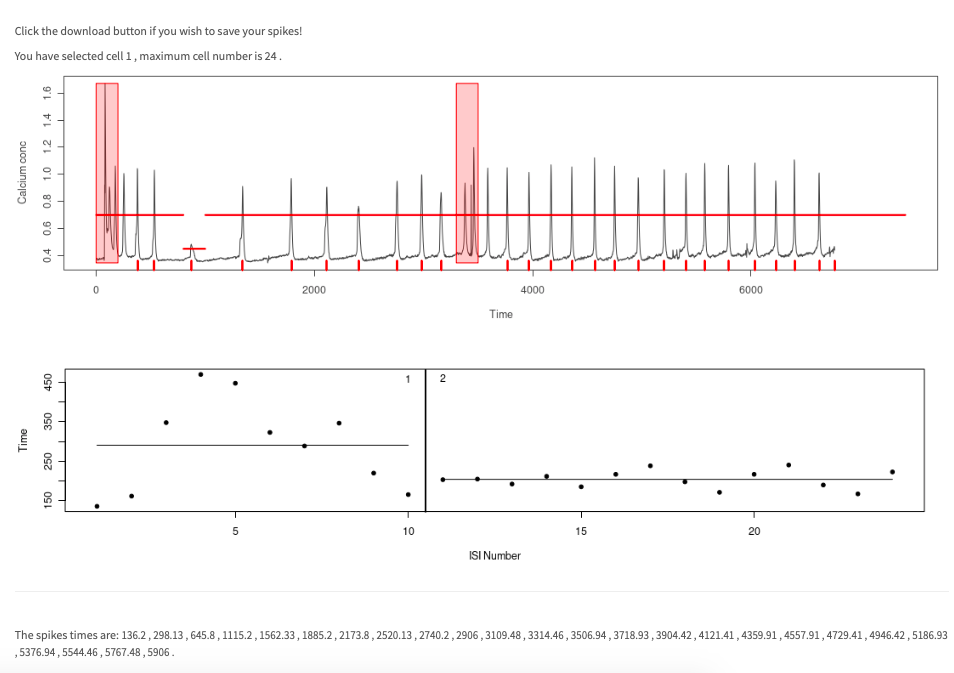 Click the download button if you wish to save your spikes!
You have selected cell 1 , maximum cell number is 24 .
1.6
1.4
1.2
1.0
0.8
0.6
0.4
Calcium conc
0 2000 4000 6000
Time
1 2
450
350
250
150
Time
5 10 15 20
ISI Number
The spikes times are: 136.2 , 298.13 , 645.8 , 1115.2 , 1562.33 , 1885.2 , 2173.8 , 2520.13 , 2740.2 , 2906 , 3109.48 , 3314.46 , 3506.94 , 3718.93 , 3904.42 , 4121.41 , 4359.91 , 4557.91 , 4729.41 , 4946.42 , 5186.93
, 5376.94 , 5544.46 , 5767.48 , 5906 .